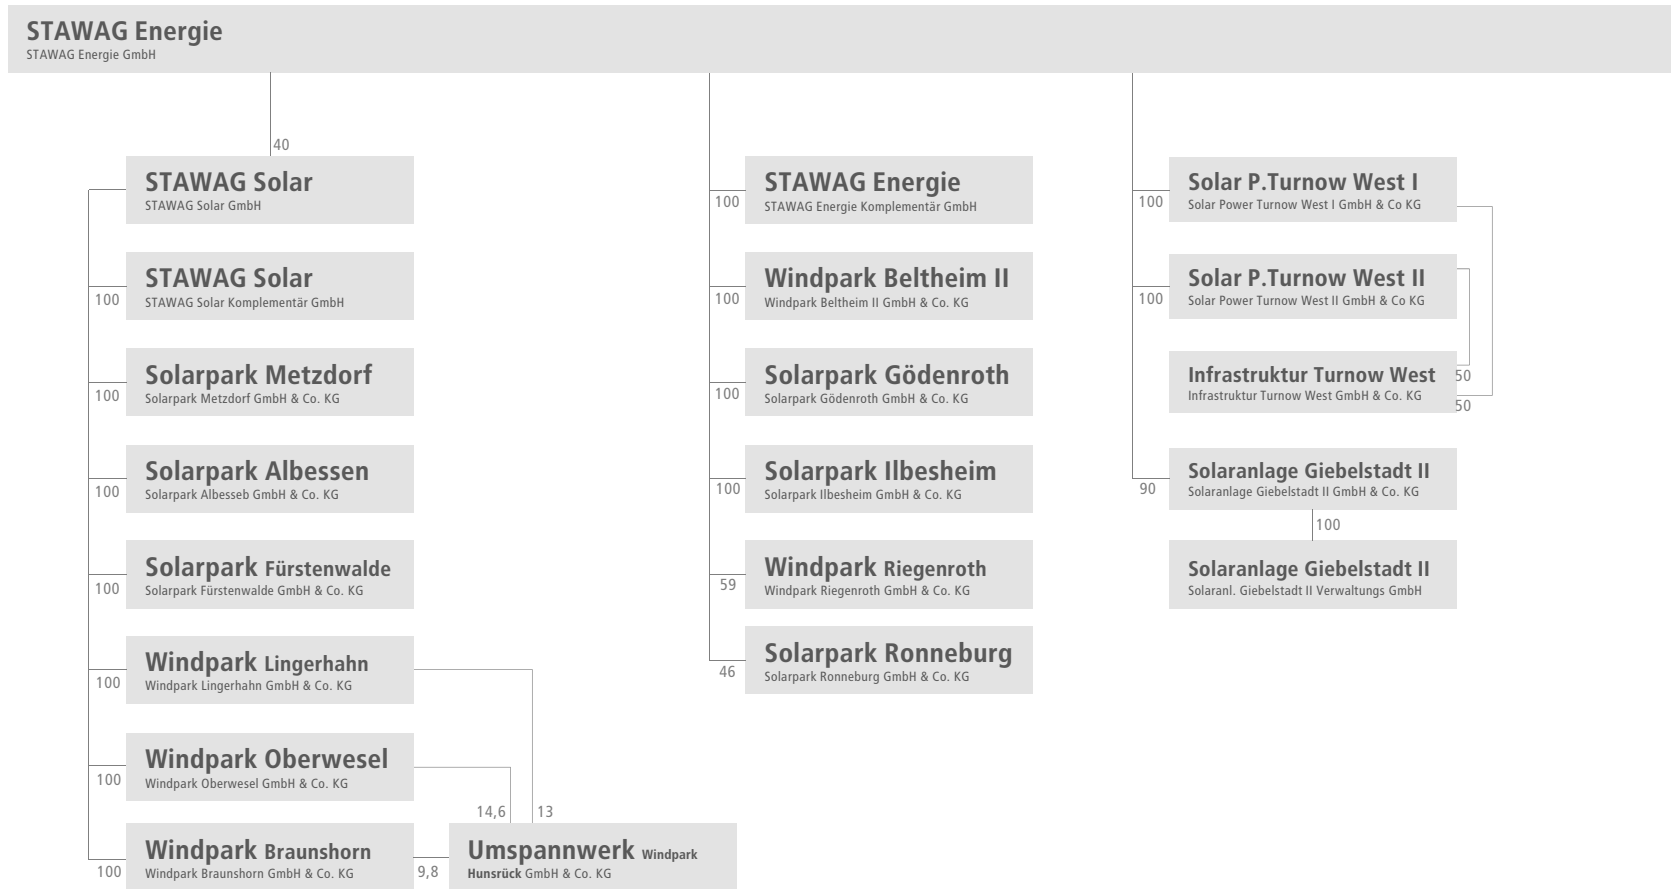 STAWAG Energie
STAWAG Energie GmbH
40
STAWAG Solar
STAWAG Solar GmbH
100
STAWAG Solar
STAWAG Solar Komplementär GmbH
100
Solarpark Metzdorf
Solarpark Metzdorf GmbH & Co. KG
100
Solarpark Albessen
Solarpark Albesseb GmbH & Co. KG
100
Solarpark Fürstenwalde
Solarpark Fürstenwalde GmbH & Co. KG
100
Windpark Lingerhahn
Windpark Lingerhahn GmbH & Co. KG
100
Windpark Oberwesel
Windpark Oberwesel GmbH & Co. KG
100
Windpark Braunshorn
Windpark Braunshorn GmbH & Co. KG
14,6
13
9,8
Umspannwerk Windpark
Hunsrück GmbH & Co. KG
100
STAWAG Energie
STAWAG Energie Komplementär GmbH
100
Windpark Beltheim II
Windpark Beltheim II GmbH & Co. KG
100
Solarpark Gödenroth
Solarpark Gödenroth GmbH & Co. KG
100
Solarpark Ilbesheim
Solarpark Ilbesheim GmbH & Co. KG
59
Windpark Riegenroth
Windpark Riegenroth GmbH & Co. KG
46
Solarpark Ronneburg
Solarpark Ronneburg GmbH & Co. KG
100
Solar P.Turnow West I
Solar Power Turnow West I GmbH & Co KG
100
Solar P.Turnow West II
Solar Power Turnow West II GmbH & Co KG
Infrastruktur Turnow West
Infrastruktur Turnow West GmbH & Co. KG
50
50
90
Solaranlage Giebelstadt II
Solaranlage Giebelstadt II GmbH & Co. KG
100
Solaranlage Giebelstadt II
Solaranl. Giebelstadt II Verwaltungs GmbH